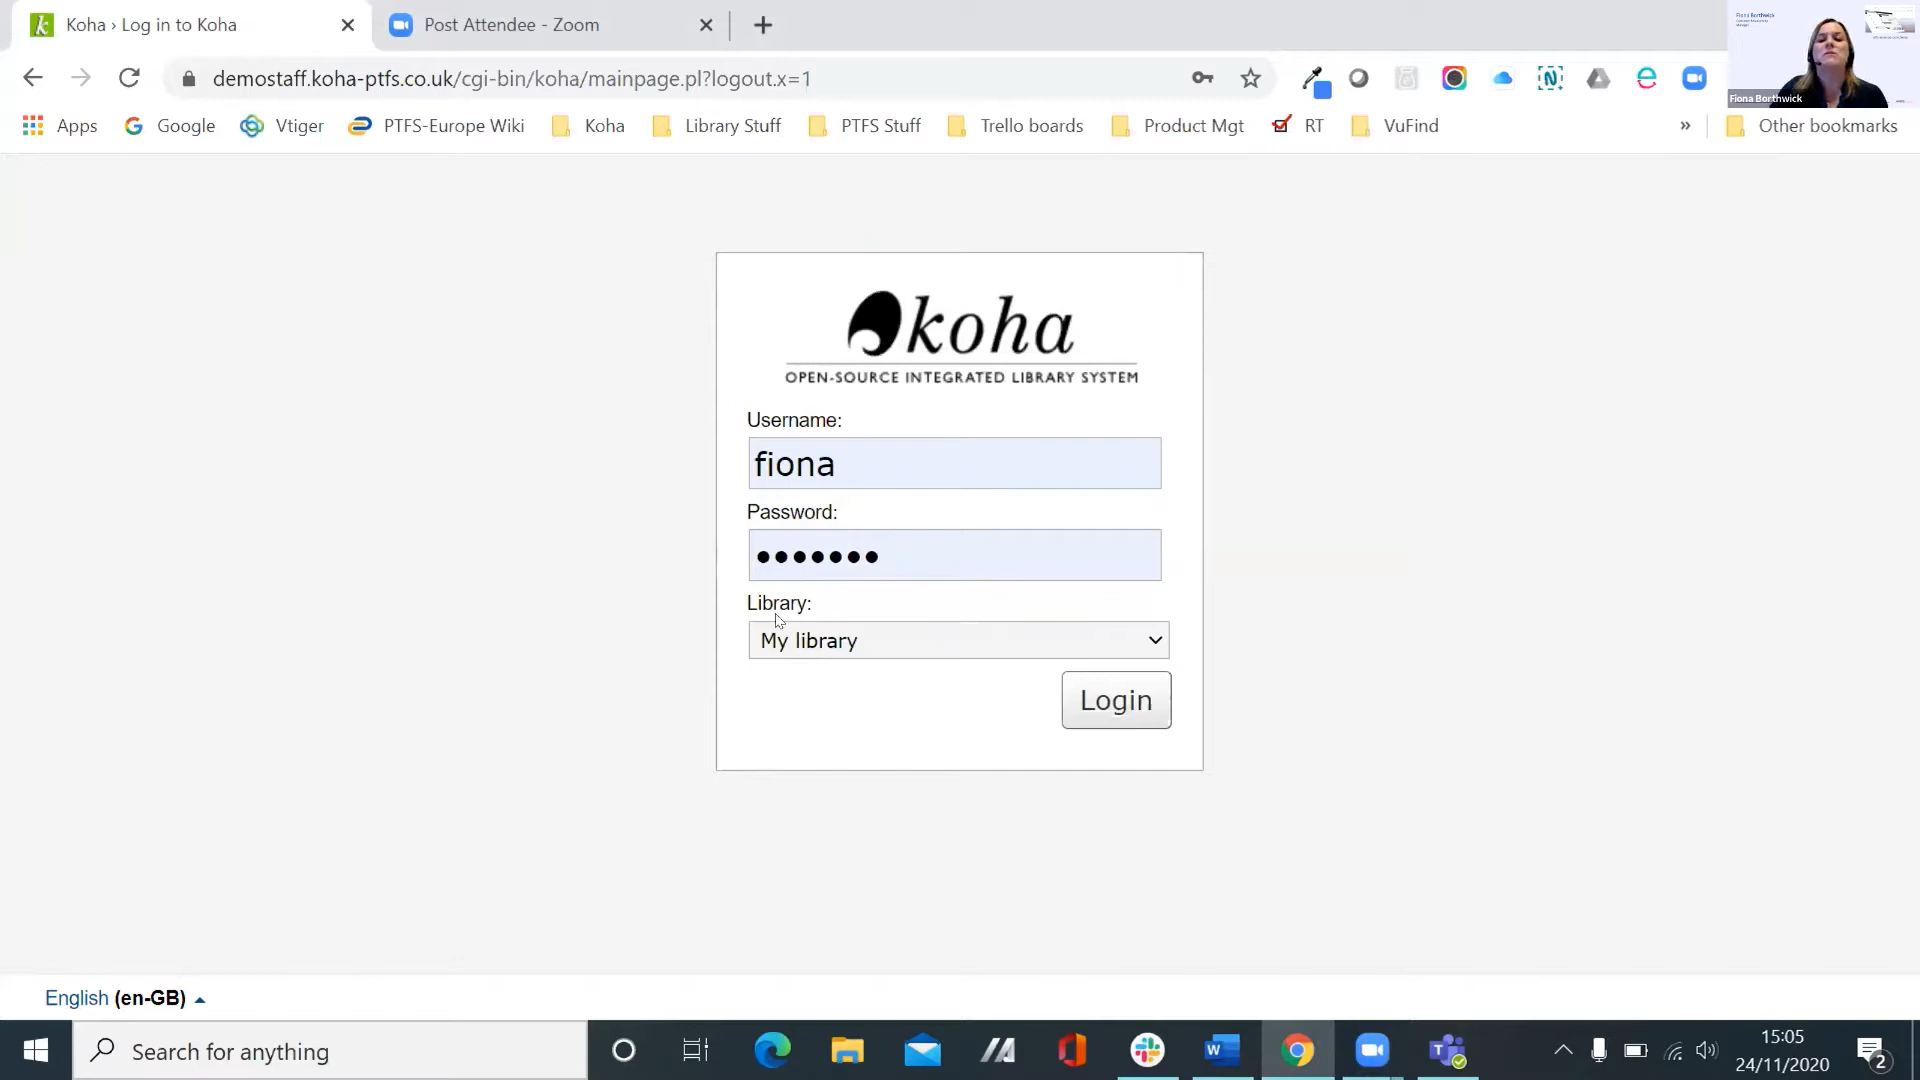 Koha › Log in to Koha
Post Attendee - Zoom
demostaff.koha-ptfs.co.uk/cgi-bin/koha/mainpage.pl?logout.x=1
Apps
Google
Vtiger
PTFS-Europe Wiki
Koha
Library Stuff
PTFS Stuff
Trello boards
Product Mgt
RT
VuFind
»
Other bookmarks
Fiona Borthwick
Fiona Borthwick
koha
OPEN-SOURCE INTEGRATED LIBRARY SYSTEM
Username:
fiona
Password:
•••••••
Library:
My library
Login
English (en-GB)
Search for anything
15:05
24/11/2020
2